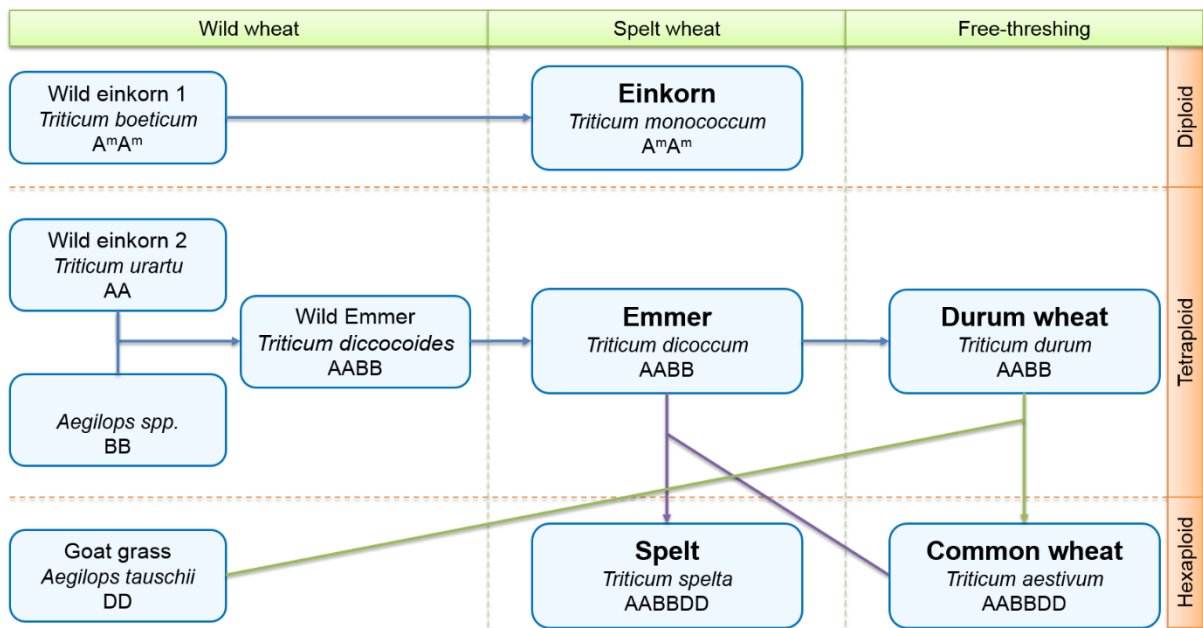 Wild wheat
Spelt wheat
Free-threshing
Wild einkorn 1
Triticum boeticum
AᵐAᵐ
Einkorn
Triticum monococcum
AᵐAᵐ
Diploid
Wild einkorn 2
Triticum urartu
AA
Wild Emmer
Triticum diccocoides
AABB
Emmer
Triticum dicoccum
AABB
Durum wheat
Triticum durum
AABB
Tetraploid
Aegilops spp.
BB
Goat grass
Aegilops tauschii
DD
Spelt
Triticum spelta
AABBDD
Common wheat
Triticum aestivum
AABBDD
Hexaploid